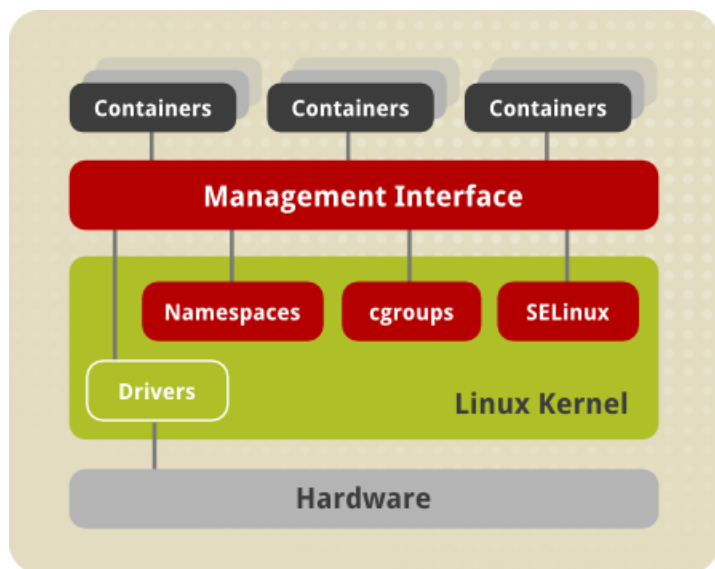 Containers
Containers
Containers
Management Interface
Namespaces
cgroups
SELinux
Drivers
Linux Kernel
Hardware